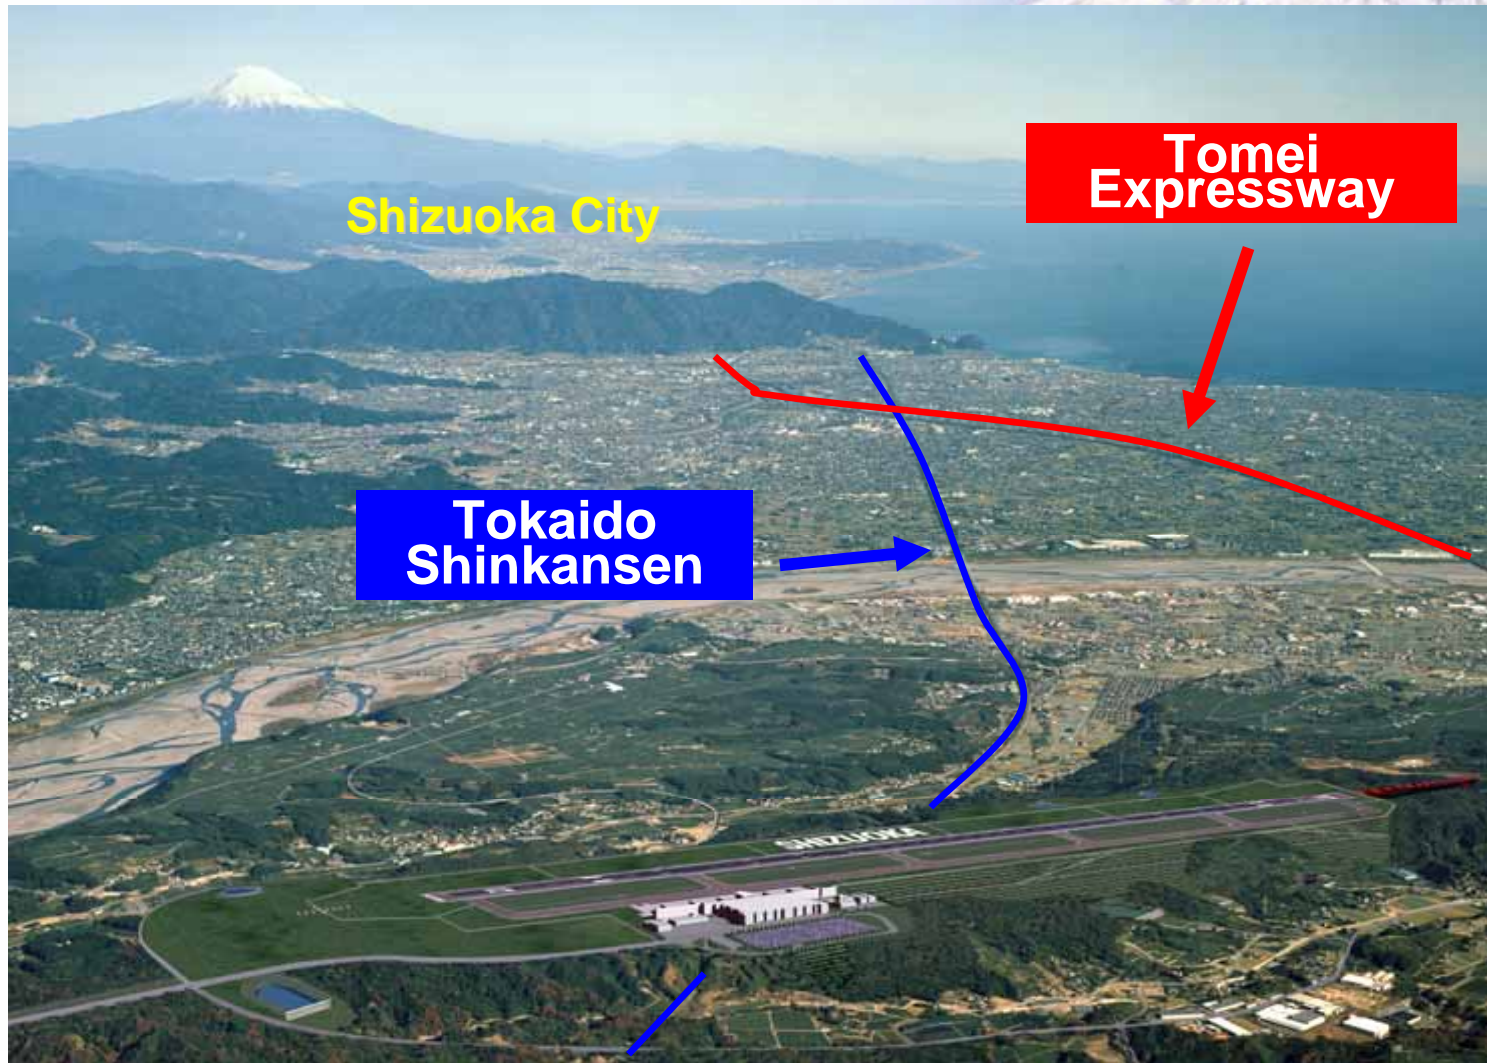 Tomei
Expressway
Shizuoka City
Tokaido
Shinkansen
SHIZUOKA